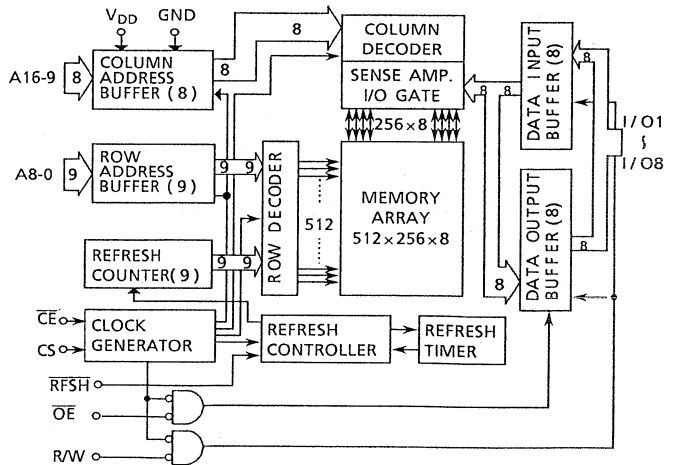 VDD GND
A16-9 8 COLUMN ADDRESS BUFFER (8) 8 8
COLUMN DECODER
SENSE AMP. I/O GATE
256×8
DATA INPUT BUFFER (8)
8 8 8
I/O1
∫
I/O8
A8-0 9 ROW ADDRESS BUFFER (9) 9 9
ROW DECODER
512
MEMORY ARRAY 512×256×8
DATA OUTPUT BUFFER (8)
8 8
REFRESH COUNTER (9) 9 9
CE
CS
CLOCK GENERATOR
REFRESH CONTROLLER
REFRESH TIMER
RFSH
OE
R/W